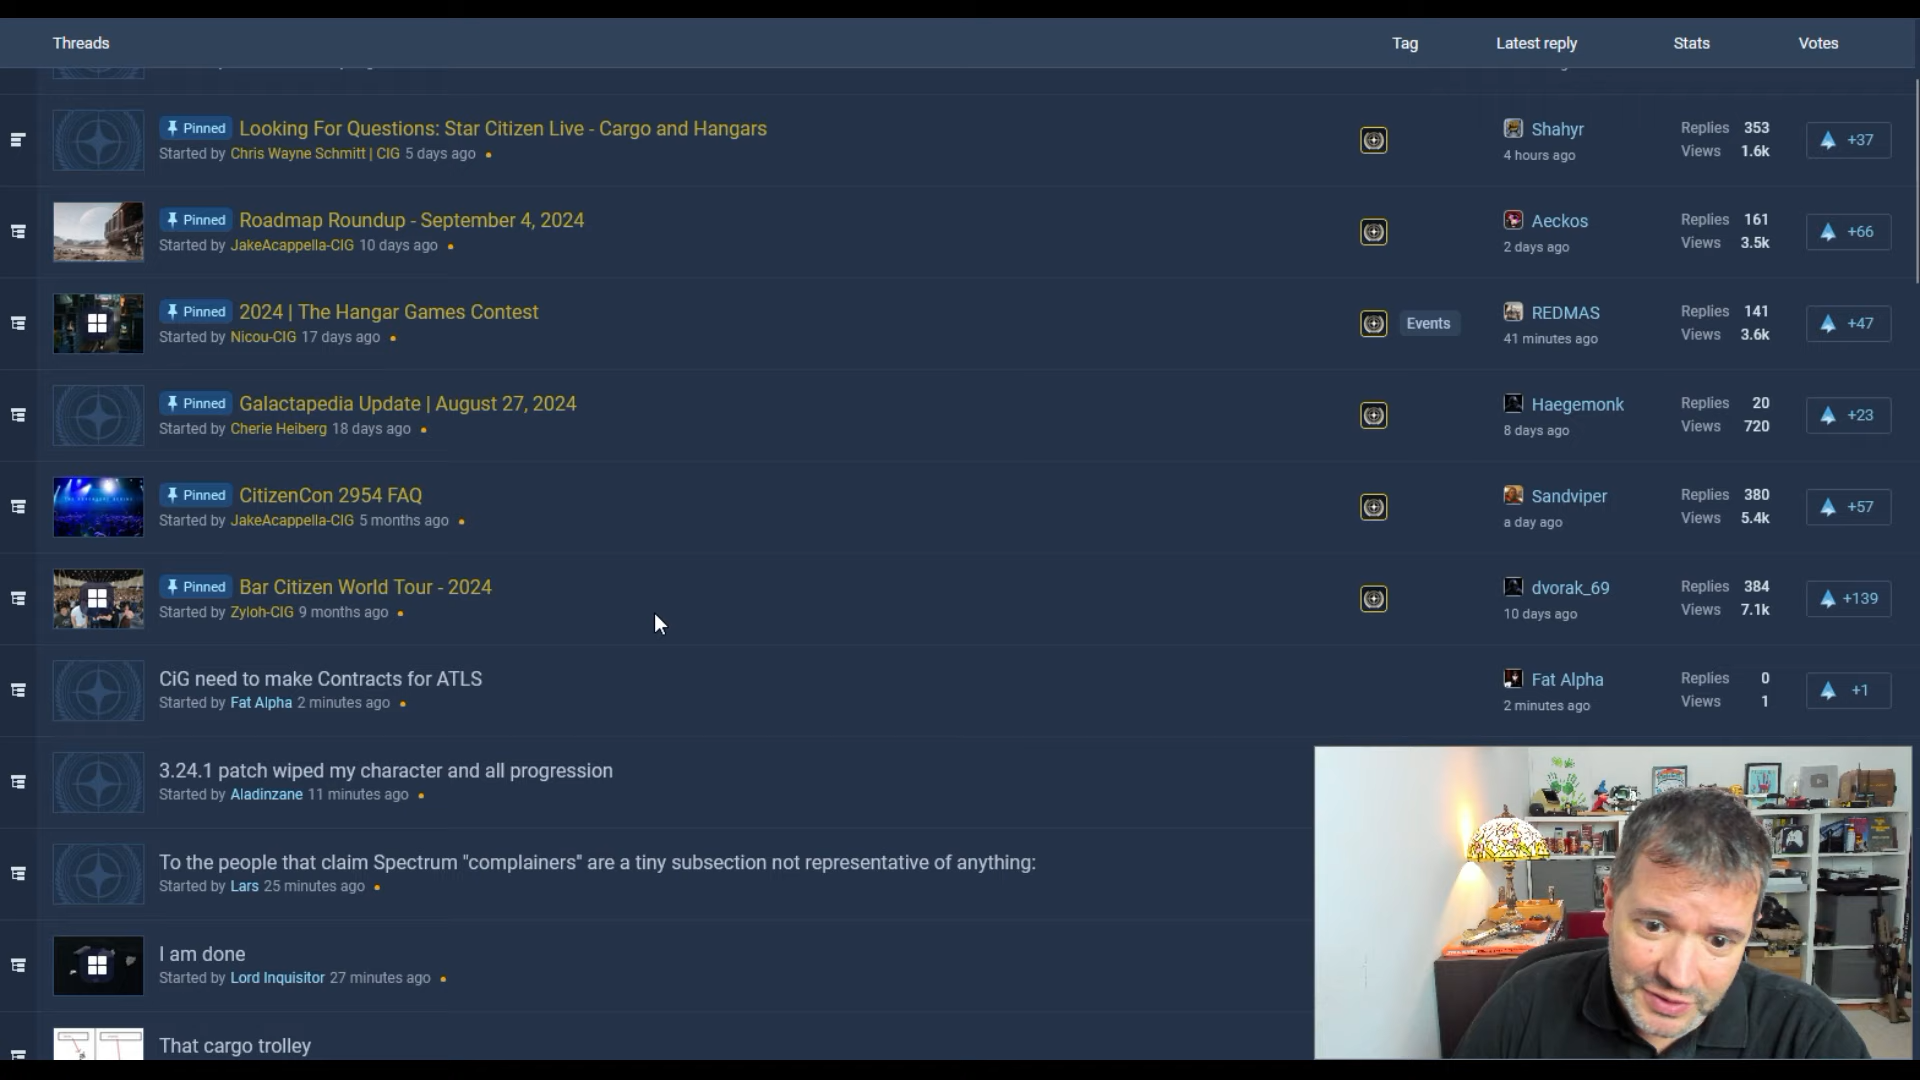 Threads Tag Latest reply Stats Votes
Pinned Looking For Questions: Star Citizen Live - Cargo and Hangars
Started by Chris Wayne Schmitt | CIG 5 days ago
Shahyr
4 hours ago
Replies 353
Views 1.6k
+37
Pinned Roadmap Roundup - September 4, 2024
Started by JakeAcappella-CIG 10 days ago
Aeckos
2 days ago
Replies 161
Views 3.5k
+66
Pinned 2024 | The Hangar Games Contest
Started by Nicou-CIG 17 days ago
Events
REDMAS
41 minutes ago
Replies 141
Views 3.6k
+47
Pinned Galactapedia Update | August 27, 2024
Started by Cherie Heiberg 18 days ago
Haegemonk
8 days ago
Replies 20
Views 720
+23
Pinned CitizenCon 2954 FAQ
Started by JakeAcappella-CIG 5 months ago
Sandviper
a day ago
Replies 380
Views 5.4k
+57
Pinned Bar Citizen World Tour - 2024
Started by Zyloh-CIG 9 months ago
dvorak_69
10 days ago
Replies 384
Views 7.1k
+139
CiG need to make Contracts for ATLS
Started by Fat Alpha 2 minutes ago
Fat Alpha
2 minutes ago
Replies 0
Views 1
+1
3.24.1 patch wiped my character and all progression
Started by Aladinzane 11 minutes ago
To the people that claim Spectrum "complainers" are a tiny subsection not representative of anything:
Started by Lars 25 minutes ago
I am done
Started by Lord Inquisitor 27 minutes ago
That cargo trolley